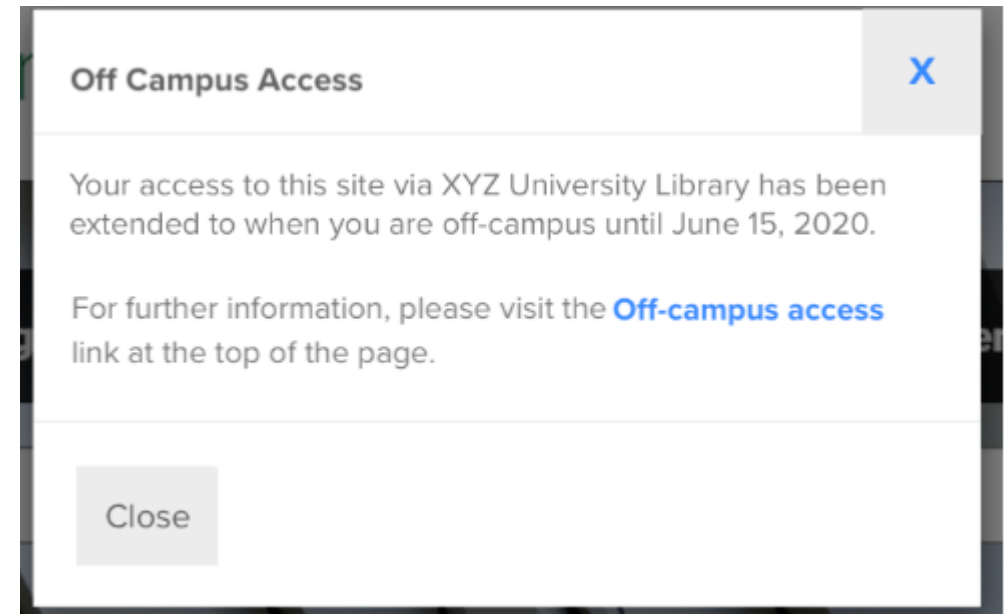 Off Campus Access
X
Your access to this site via XYZ University Library has been
extended to when you are off-campus until June 15, 2020.
For further information, please visit the Off-campus access
link at the top of the page.
Close